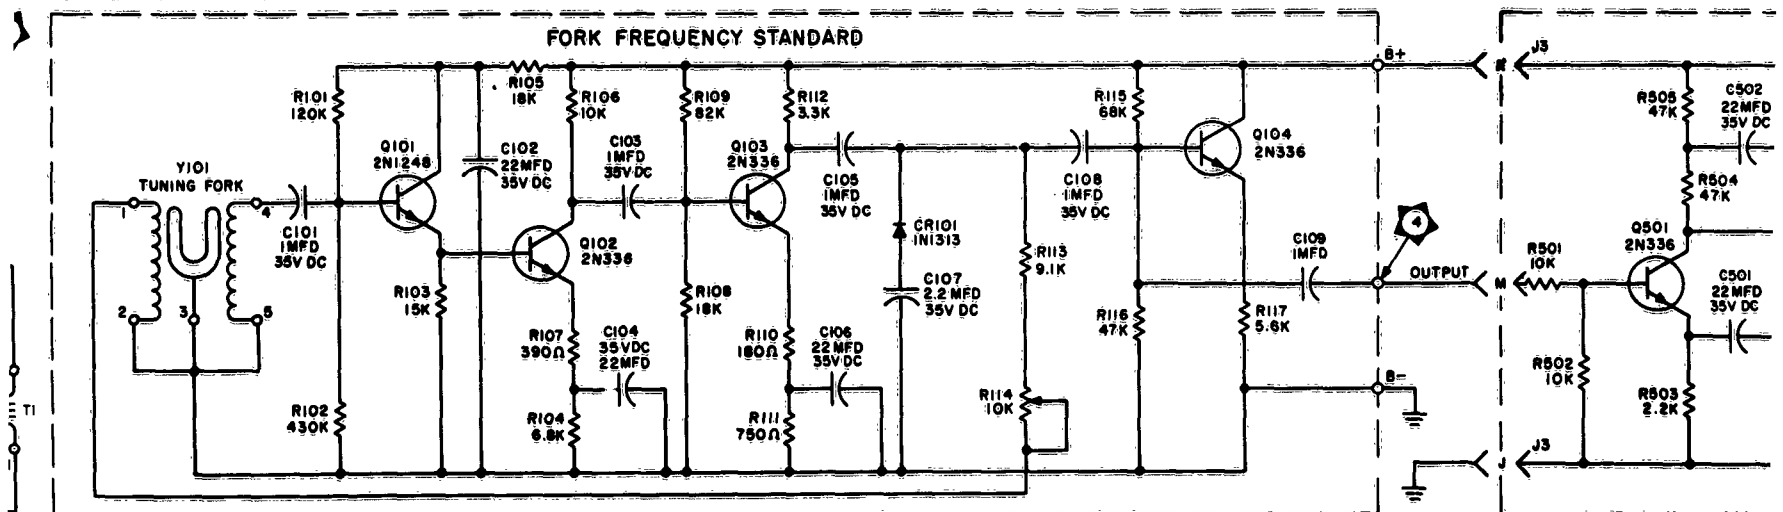 FORK FREQUENCY STANDARD
B+
J3
R105
18K
R101
120K
R106
10K
R109
82K
R112
3.3K
R115
68K
R505
47K
C502
22MFD
35V DC
Q101
2N1248
C102
22MFD
35V DC
C103
1MFD
35V DC
Q103
2N336
Q104
2N336
Y101
TUNING FORK
1
4
C105
1MFD
35V DC
C108
1MFD
35V DC
R504
47K
C101
1MFD
35V DC
Q102
2N336
CR101
1N1313
R113
9.1K
C109
1MFD
4
OUTPUT
M
R501
10K
Q501
2N336
C501
22MFD
35V DC
R103
15K
R108
18K
C107
2.2MFD
35V DC
2
3
5
R116
47K
R117
5.6K
R107
390Ω
C104
35VDC
22MFD
R110
180Ω
C106
22MFD
35VDC
B-
R502
10K
T1
R102
430K
R104
6.8K
R111
750Ω
R114
10K
R503
2.2K
J3
J